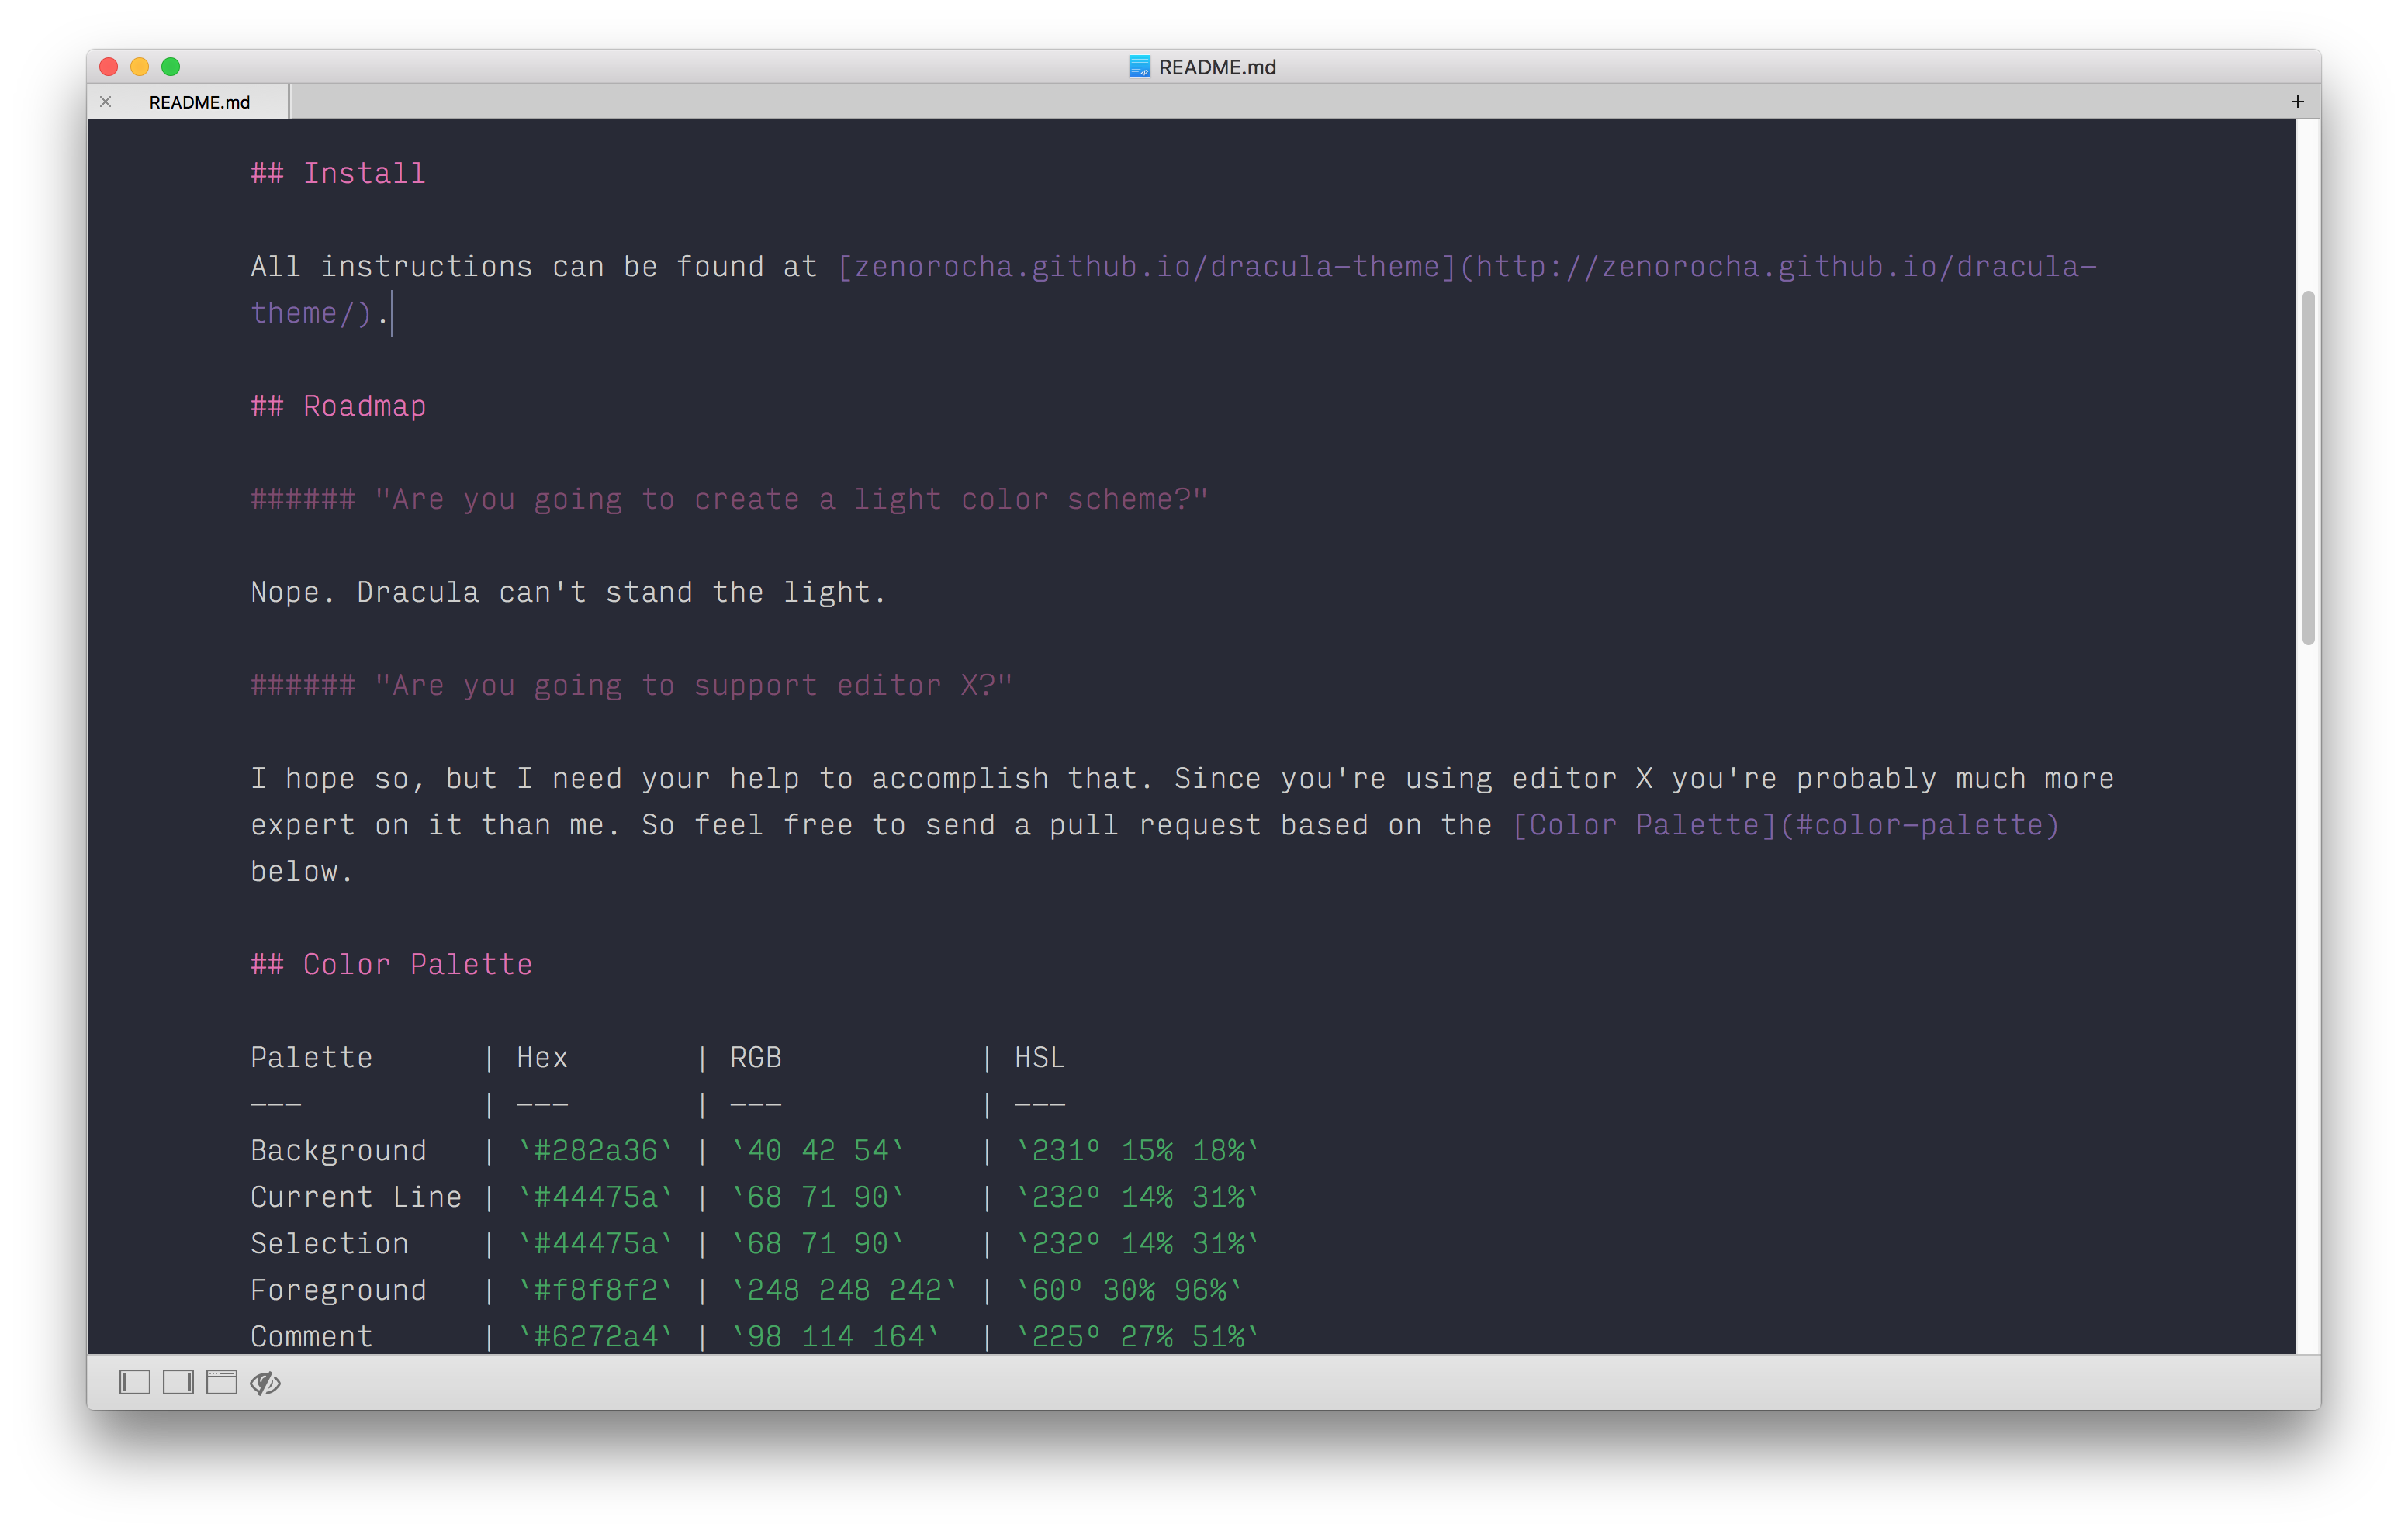 README.md
README.md
## Install
All instructions can be found at [zenorocha.github.io/dracula-theme](http://zenorocha.github.io/dracula-
theme/).
## Roadmap
###### "Are you going to create a light color scheme?"
Nope. Dracula can't stand the light.
###### "Are you going to support editor X?"
I hope so, but I need your help to accomplish that. Since you're using editor X you're probably much more
expert on it than me. So feel free to send a pull request based on the [Color Palette](#color-palette)
below.
## Color Palette
Palette      | Hex       | RGB           | HSL
---          | ---       | ---           | ---
Background   | `#282a36` | `40 42 54`    | `231º 15% 18%`
Current Line | `#44475a` | `68 71 90`    | `232º 14% 31%`
Selection    | `#44475a` | `68 71 90`    | `232º 14% 31%`
Foreground   | `#f8f8f2` | `248 248 242` | `60º 30% 96%`
Comment      | `#6272a4` | `98 114 164`  | `225º 27% 51%`